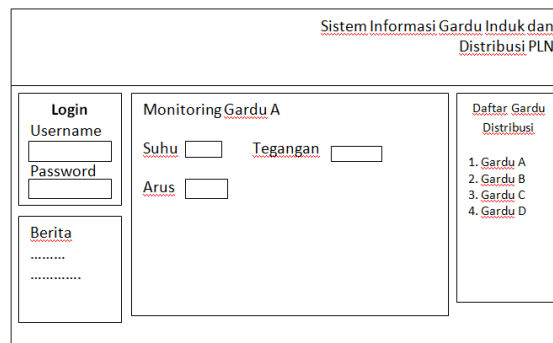 Sistem Informasi Gardu Induk dan
Distribusi PLN
Login
Username
Password
Berita
.........
.............
Monitoring Gardu A
Suhu
Tegangan
Arus
Daftar Gardu
Distribusi
1. Gardu A
2. Gardu B
3. Gardu C
4. Gardu D